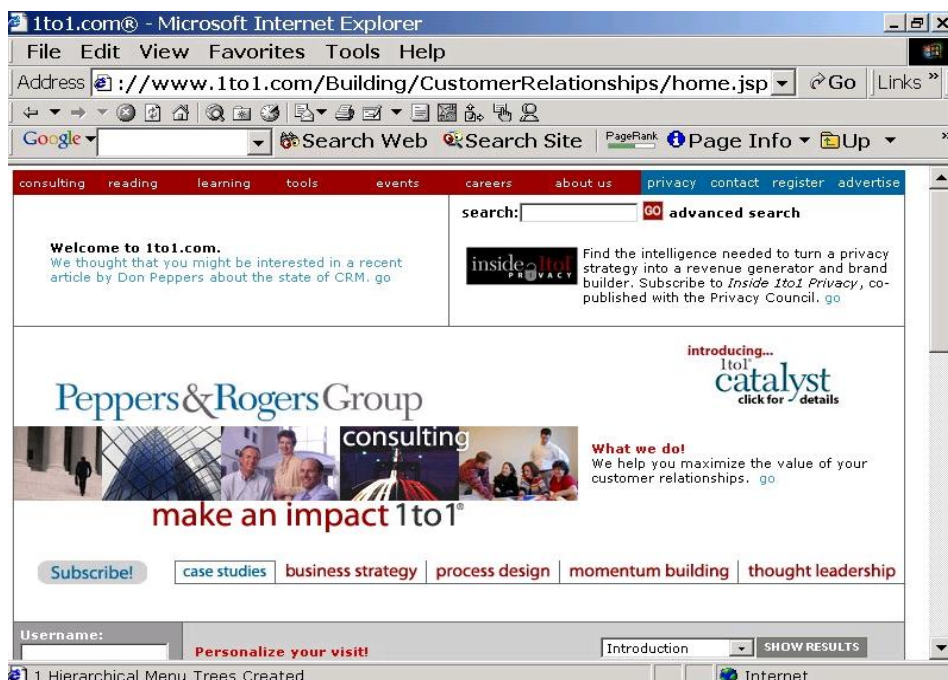 1to1.com® - Microsoft Internet Explorer
File Edit View Favorites Tools Help
Address ://www.1to1.com/Building/CustomerRelationships/home.jsp Go Links »
Google Search Web Search Site PageRank Page Info Up »
consulting reading learning tools events careers about us privacy contact register advertise
search: GO advanced search
Welcome to 1to1.com.
We thought that you might be interested in a recent
article by Don Peppers about the state of CRM. go
inside 1to1
PRIVACY
Find the intelligence needed to turn a privacy
strategy into a revenue generator and brand
builder. Subscribe to Inside 1to1 Privacy, co-
published with the Privacy Council. go
introducing...
1to1®
catalyst
click for details
Peppers&Rogers Group
consulting
What we do!
We help you maximize the value of your
customer relationships. go
make an impact 1to1®
Subscribe! case studies business strategy process design momentum building thought leadership
Username:
Personalize your visit! Introduction SHOW RESULTS
1 Hierarchical Menu Trees Created Internet